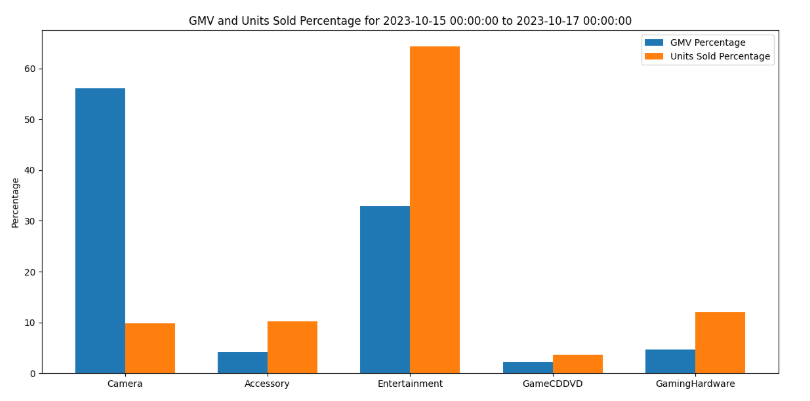 GMV and Units Sold Percentage for 2023-10-15 00:00:00 to 2023-10-17 00:00:00
GMV Percentage
Units Sold Percentage
Percentage
60
50
40
30
20
10
0
Camera
Accessory
Entertainment
GameCDDVD
GamingHardware